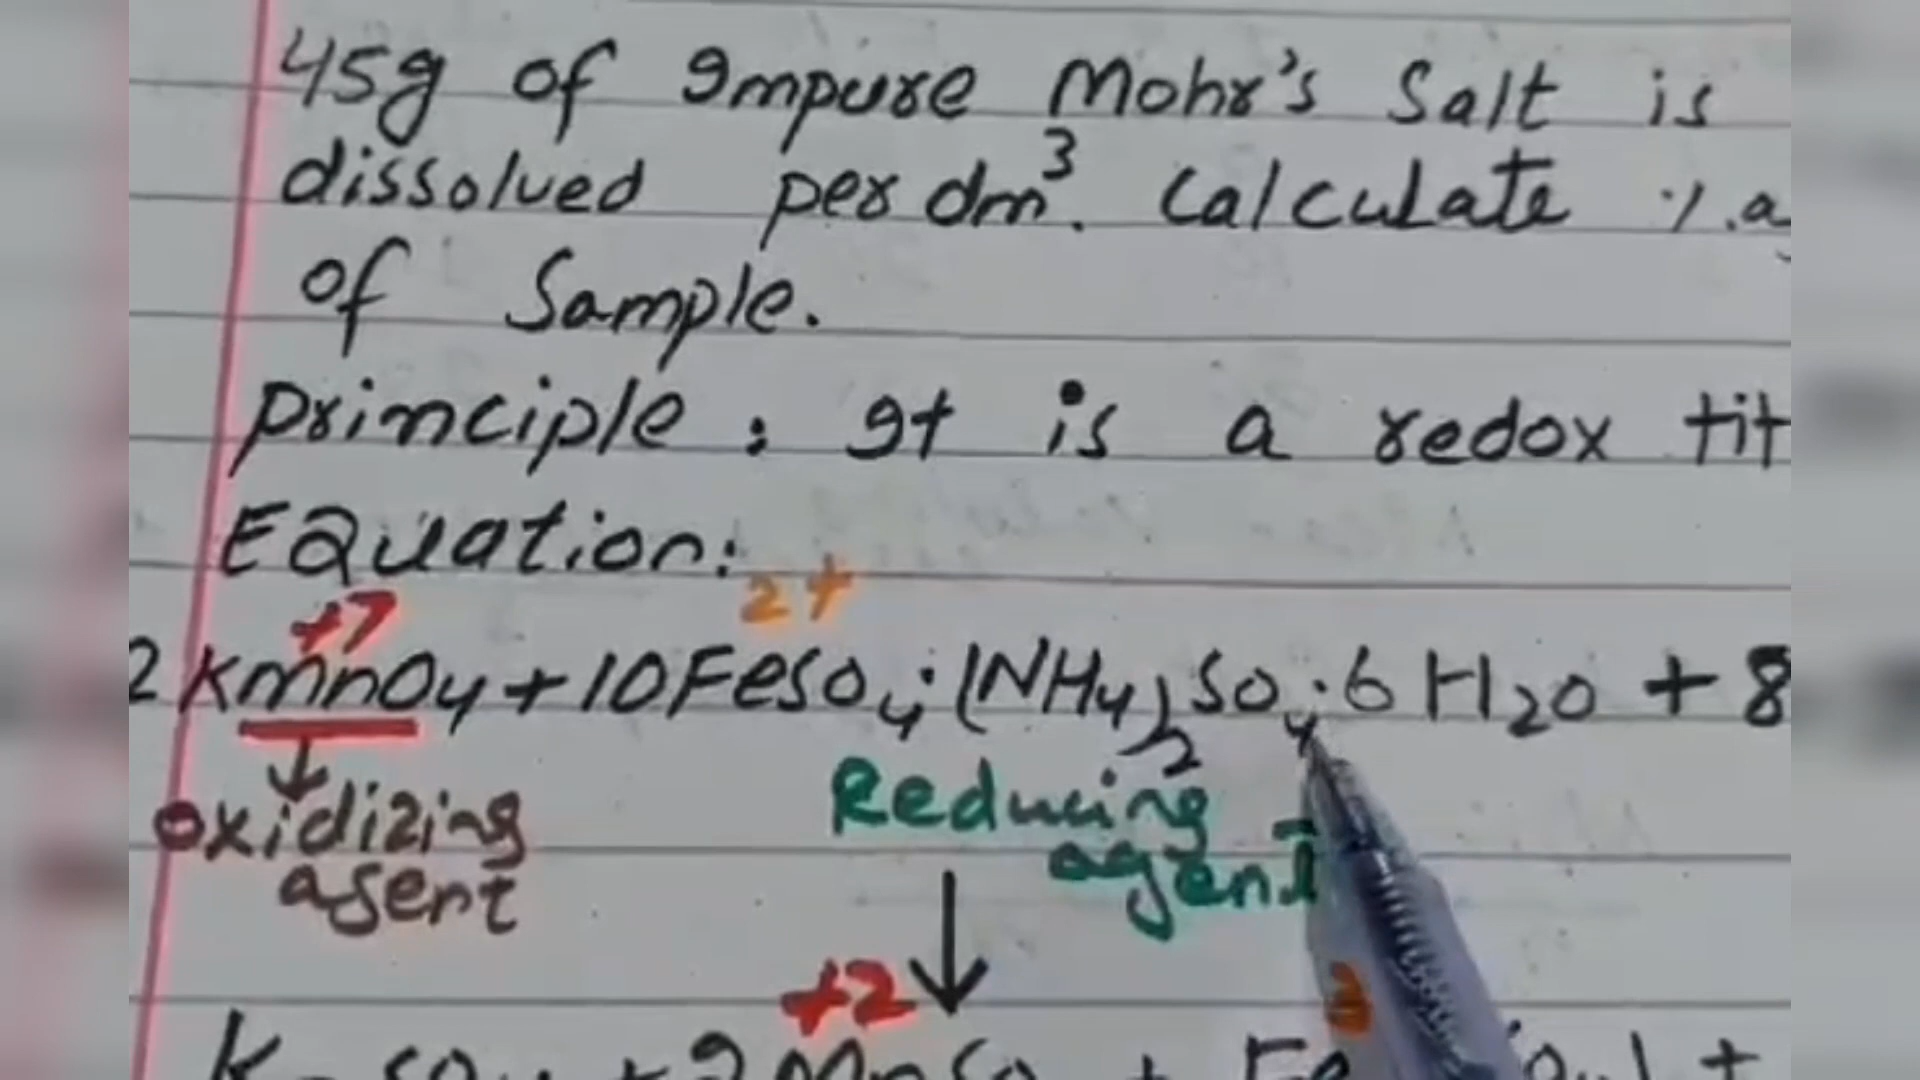 45g of Impure Mohr's Salt is
dissolved per dm³. Calculate %.a
of Sample.
principle : It is a redox tit
EQuation:
+7 2+
2KmnO₄ + 10FeSO₄.(NH₄)₂SO₄.6H₂O + 8
oxidizing agent
Reducing agent
+2 3